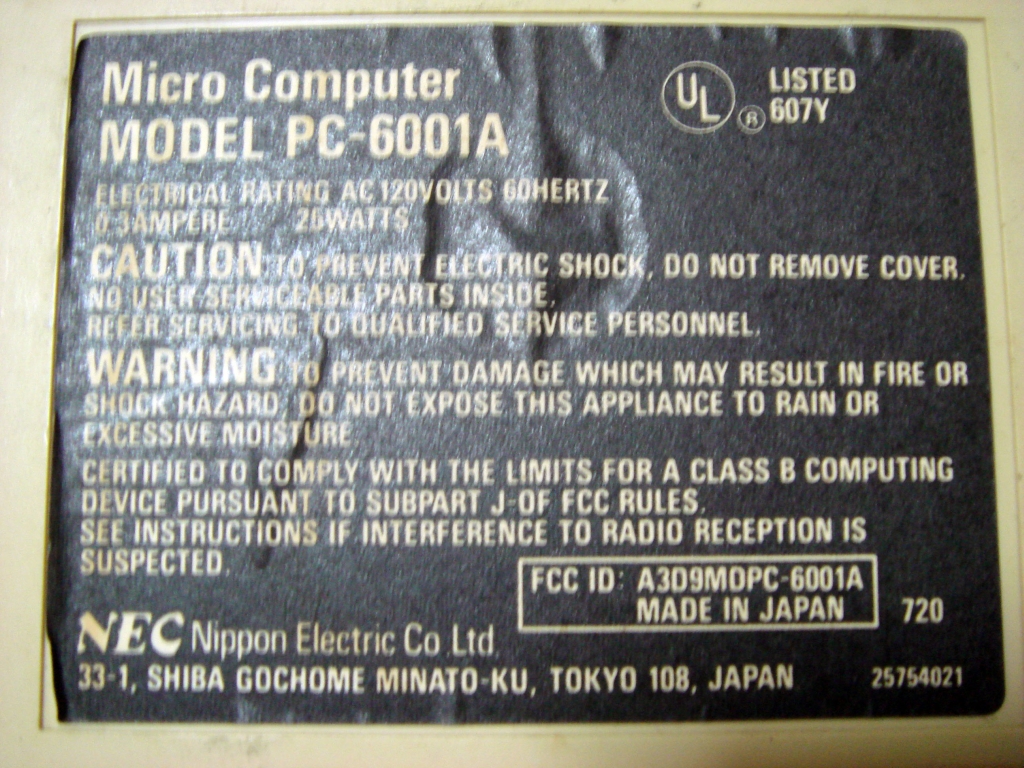 Micro Computer
MODEL PC-6001A
UL ® LISTED
607Y
ELECTRICAL RATING AC 120VOLTS 60HERTZ
0.3AMPERE 25WATTS
CAUTION TO PREVENT ELECTRIC SHOCK, DO NOT REMOVE COVER.
NO USER SERVICEABLE PARTS INSIDE,
REFER SERVICING TO QUALIFIED SERVICE PERSONNEL.
WARNING TO PREVENT DAMAGE WHICH MAY RESULT IN FIRE OR
SHOCK HAZARD, DO NOT EXPOSE THIS APPLIANCE TO RAIN OR
EXCESSIVE MOISTURE
CERTIFIED TO COMPLY WITH THE LIMITS FOR A CLASS B COMPUTING
DEVICE PURSUANT TO SUBPART J-OF FCC RULES.
SEE INSTRUCTIONS IF INTERFERENCE TO RADIO RECEPTION IS
SUSPECTED.
FCC ID: A3D9MDPC-6001A
MADE IN JAPAN
720
NEC Nippon Electric Co.Ltd.
33-1, SHIBA GOCHOME MINATO-KU, TOKYO 108, JAPAN
25754021